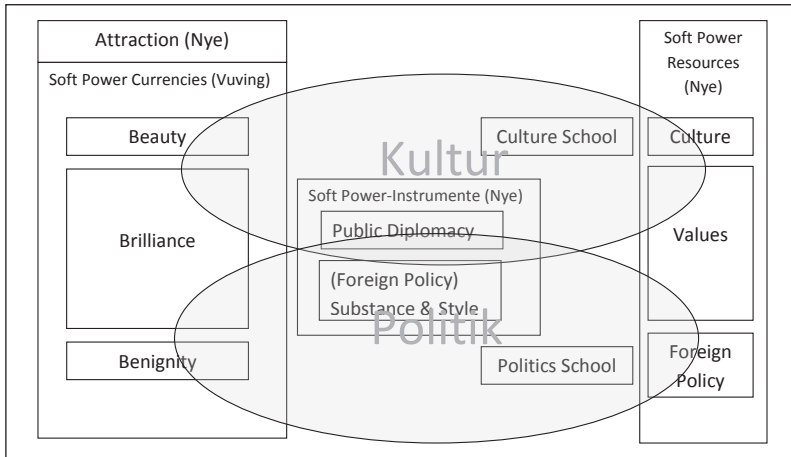 Attraction (Nye)
Soft Power Currencies (Vuving)
Beauty
Brilliance
Benignity
Kultur
Culture School
Soft Power-Instrumente (Nye)
Public Diplomacy
(Foreign Policy)
Substance & Style
Politik
Politics School
Soft Power
Resources
(Nye)
Culture
Values
Foreign
Policy